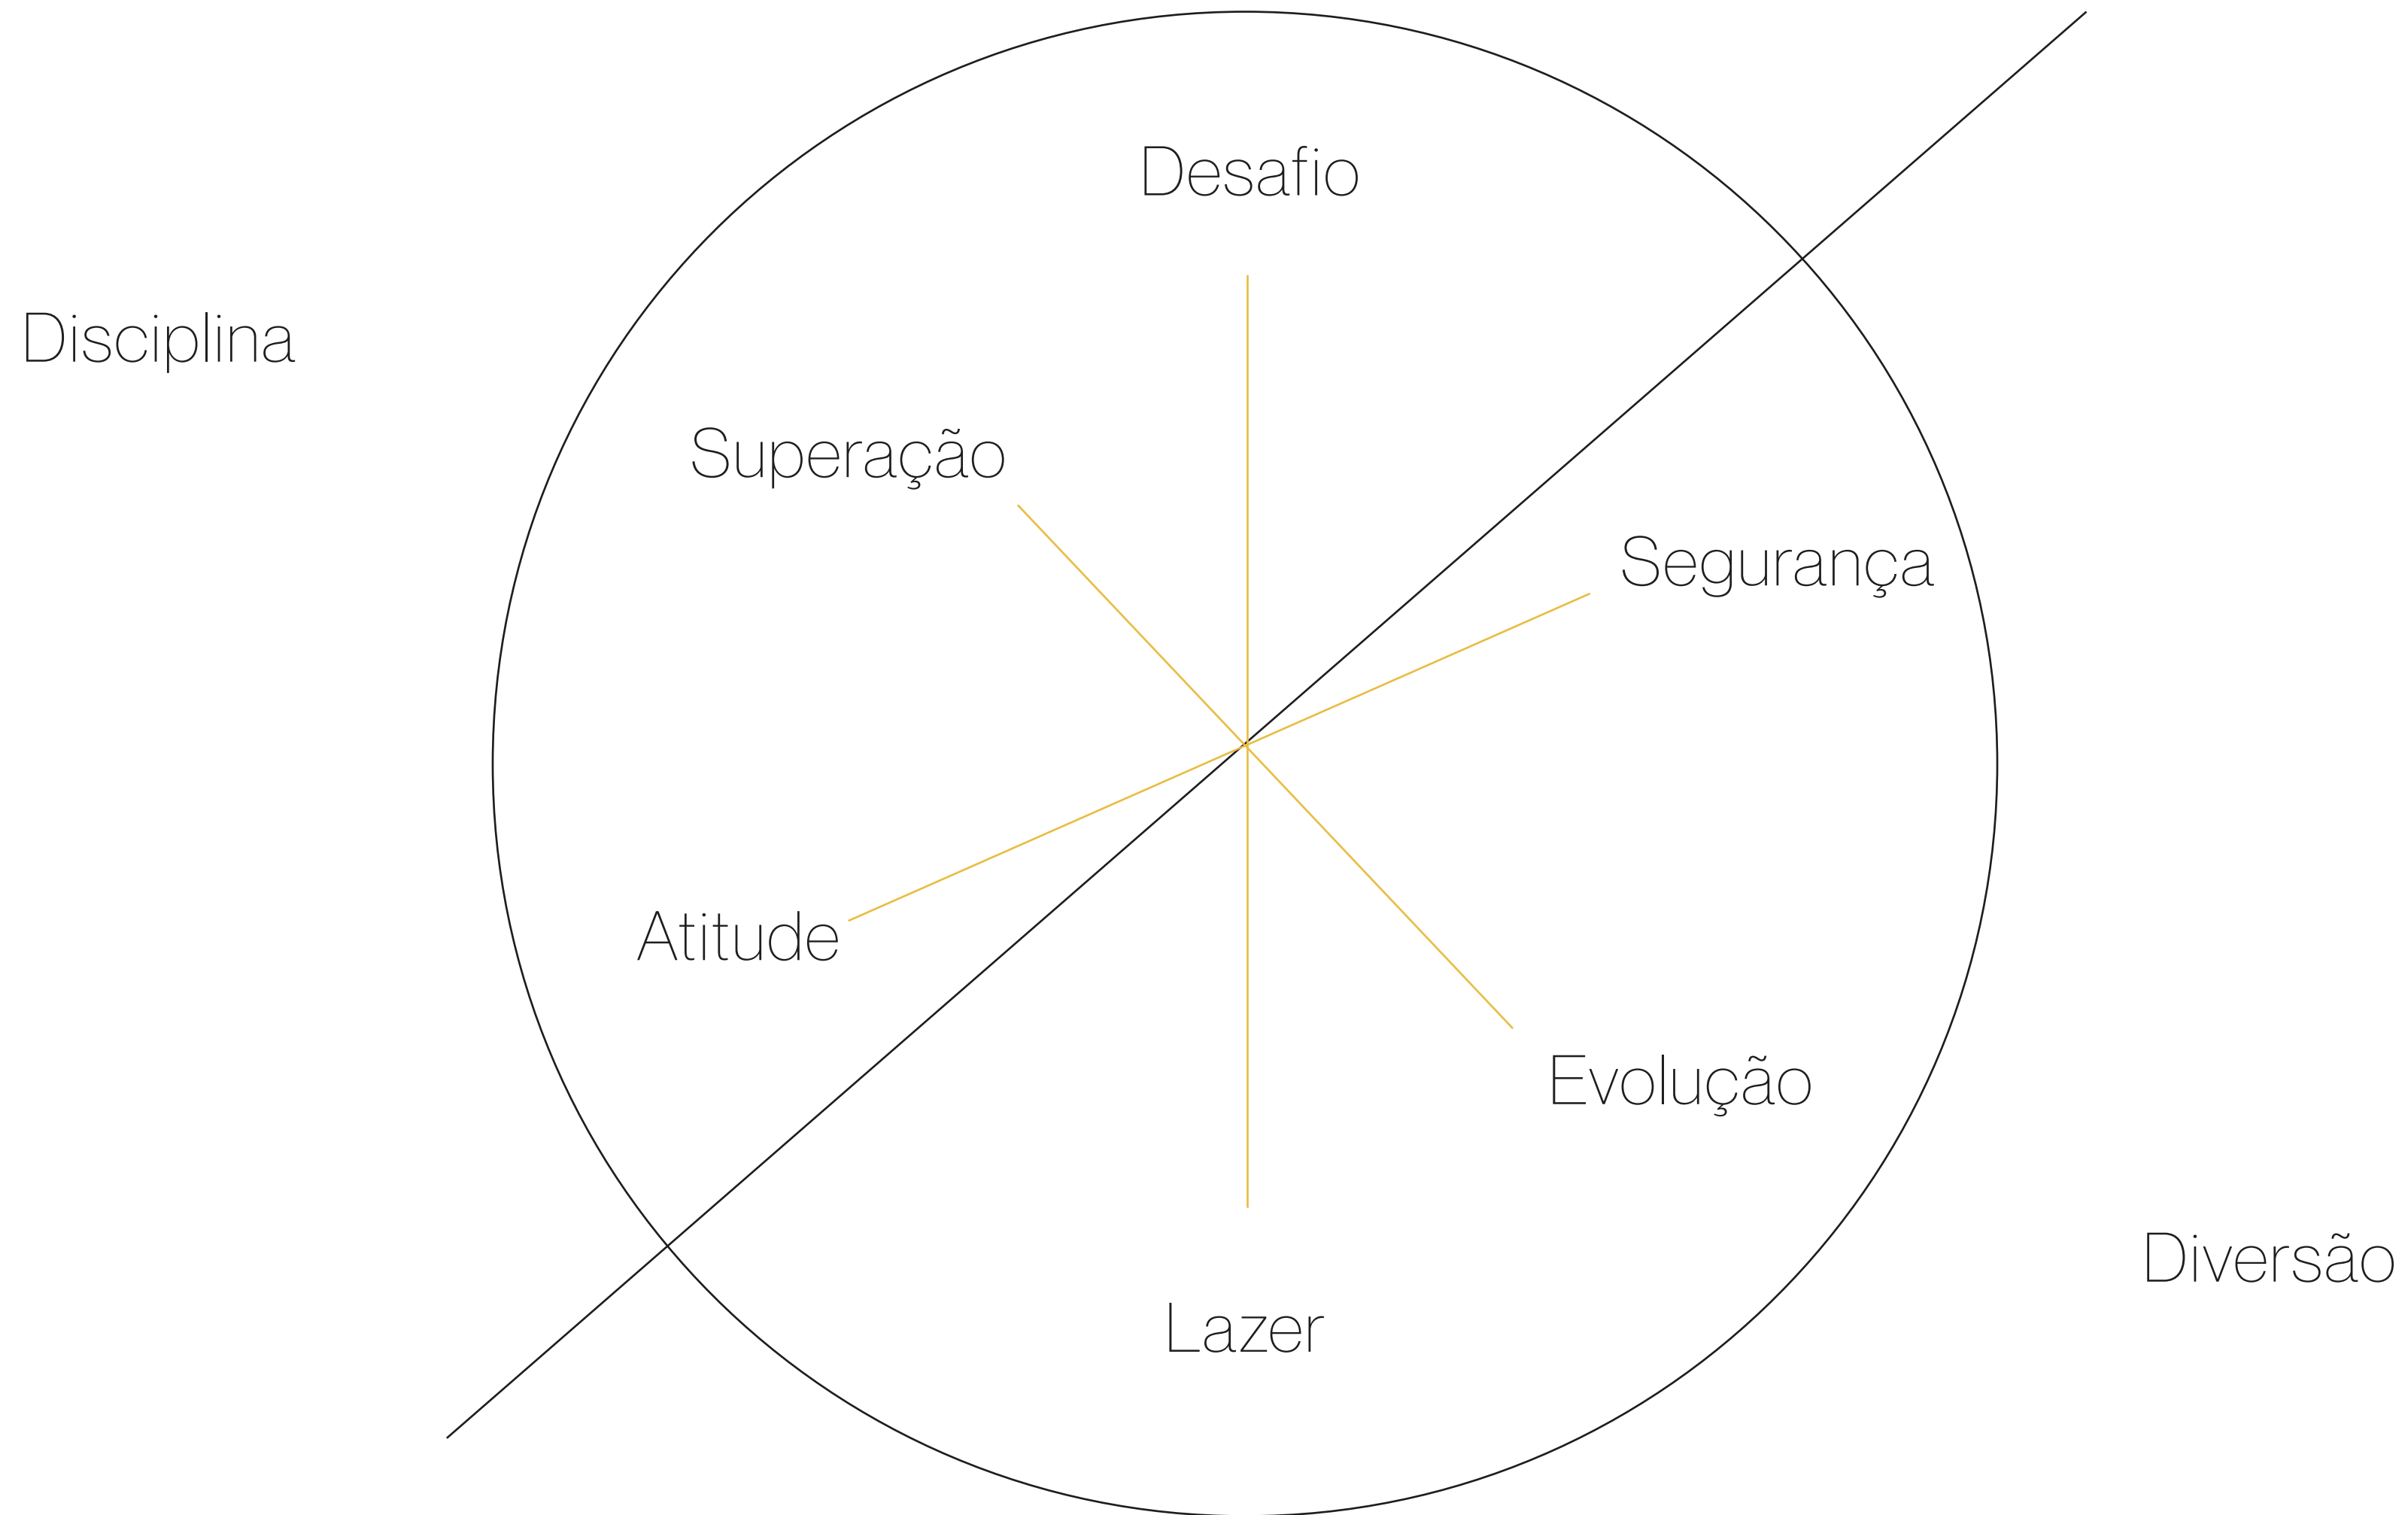 Desafio
Disciplina
Superação
Segurança
Atitude
Evolução
Diversão
Lazer